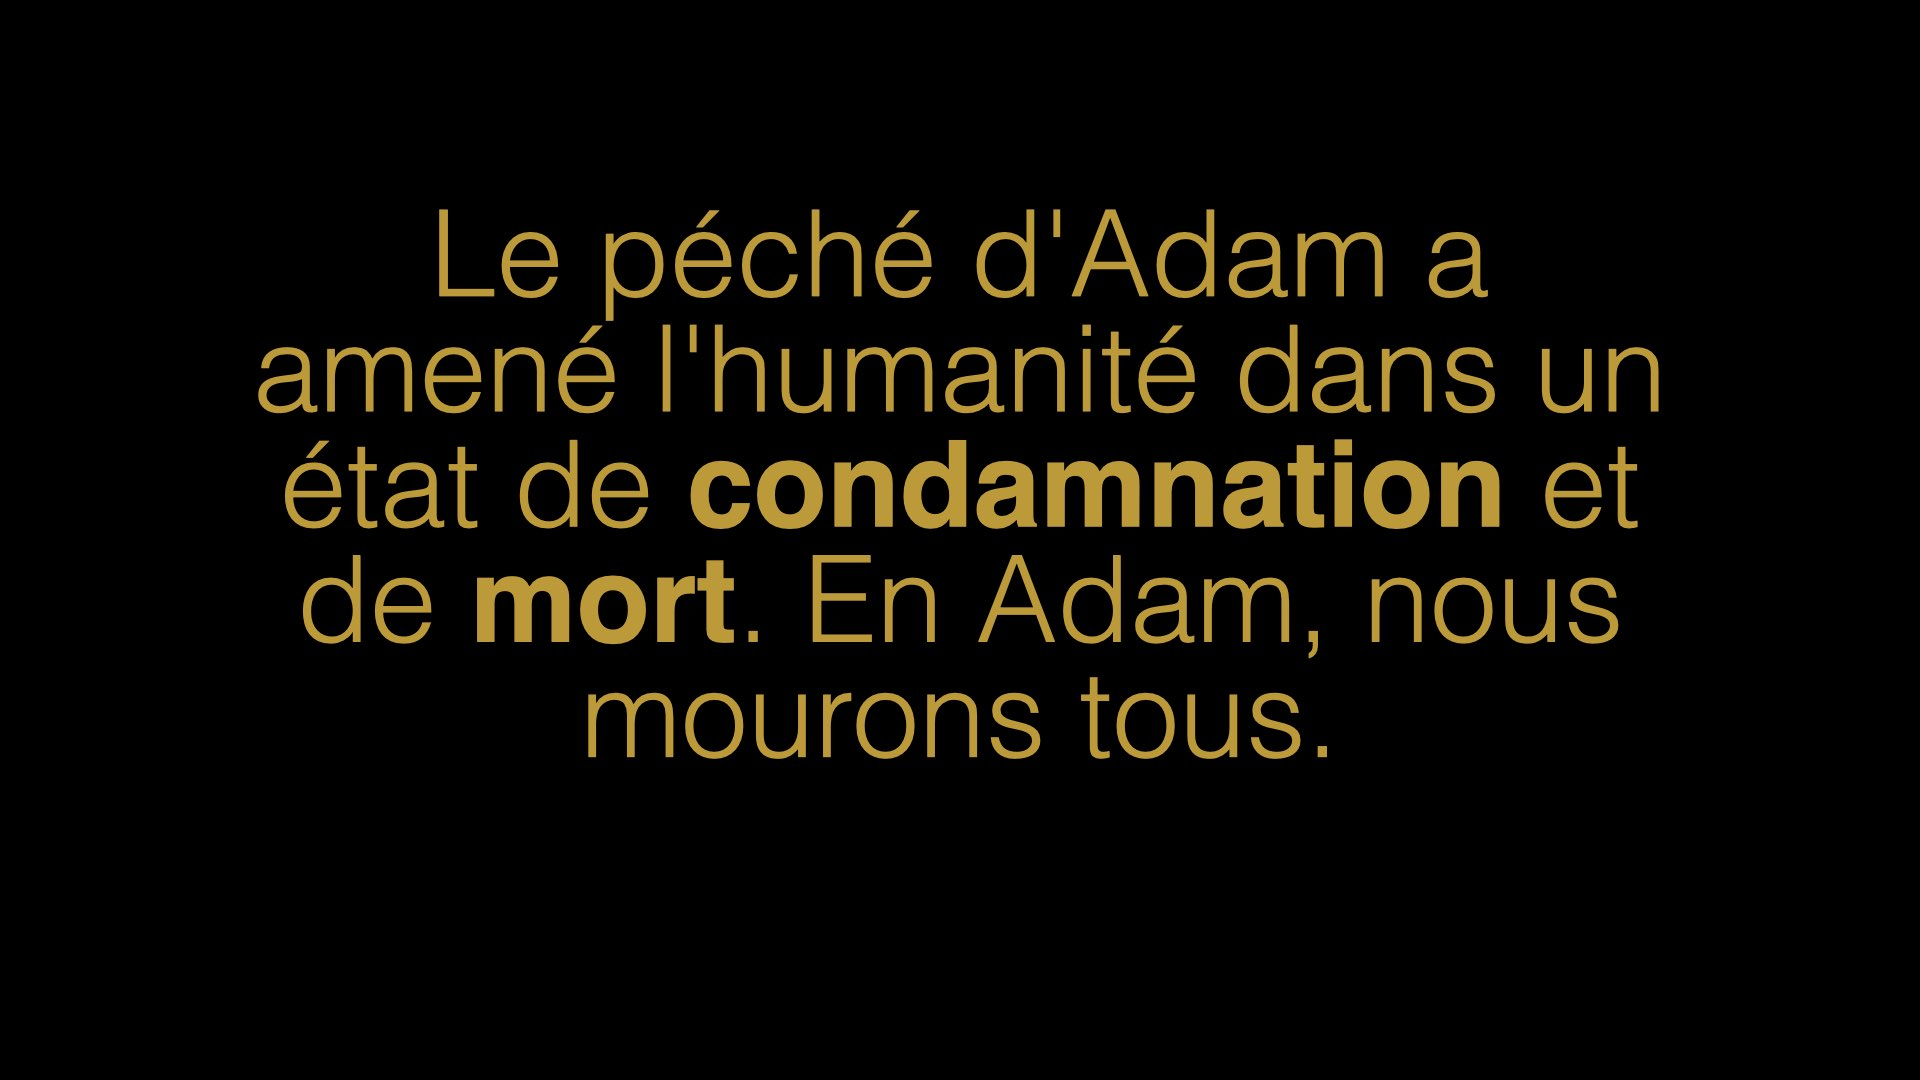 Le péché d'Adam a
amené l'humanité dans un
état de condamnation et
de mort. En Adam, nous
mourons tous.